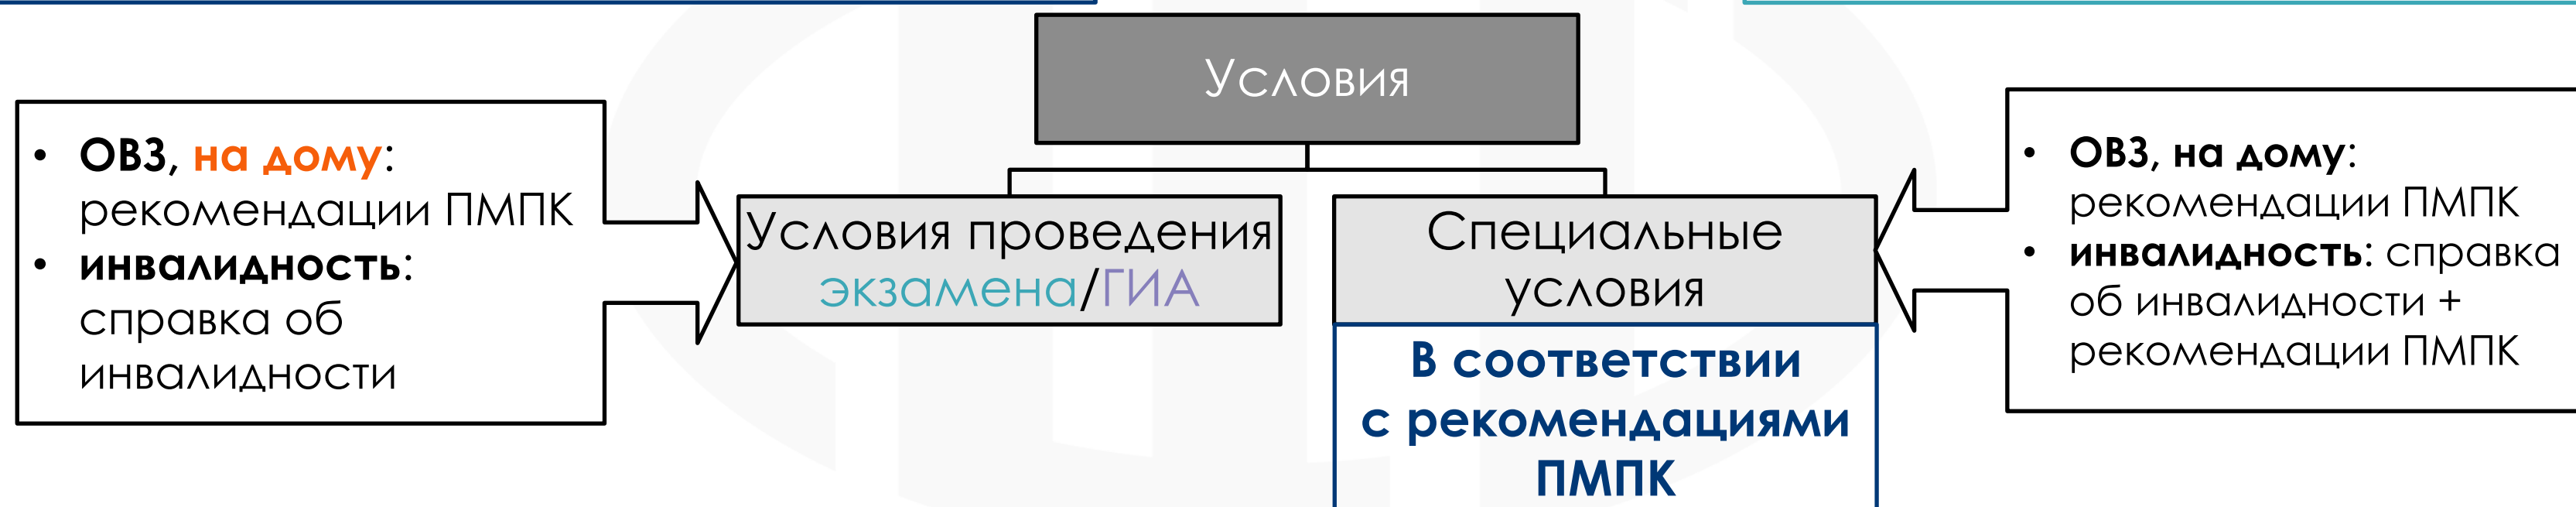 Условия
• ОВЗ, на дому:
рекомендации ПМПК
• инвалидность:
справка об
инвалидности
Условия проведения
экзамена/ГИА
Специальные
условия
В соответствии
с рекомендациями
ПМПК
• ОВЗ, на дому:
рекомендации ПМПК
• инвалидность: справка
об инвалидности +
рекомендации ПМПК